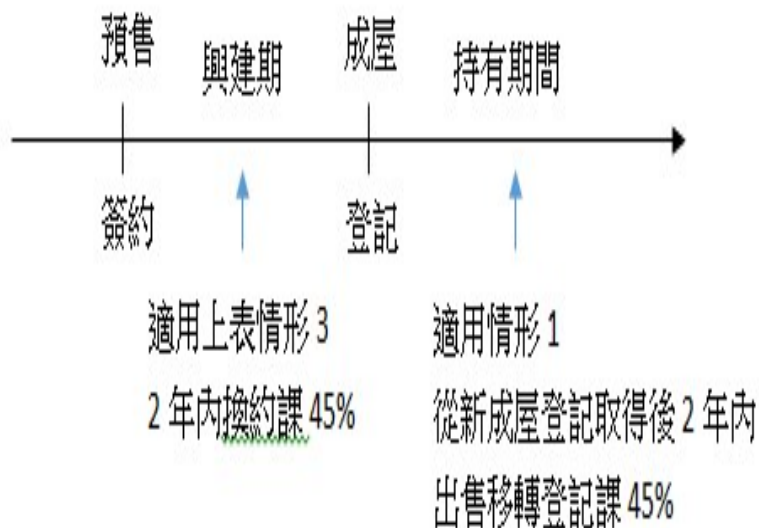 預售
興建期
成屋
持有期間
簽約
登記
適用上表情形 3
2 年內換約課 45%
適用情形 1
從新成屋登記取得後 2 年內
出售移轉登記課 45%